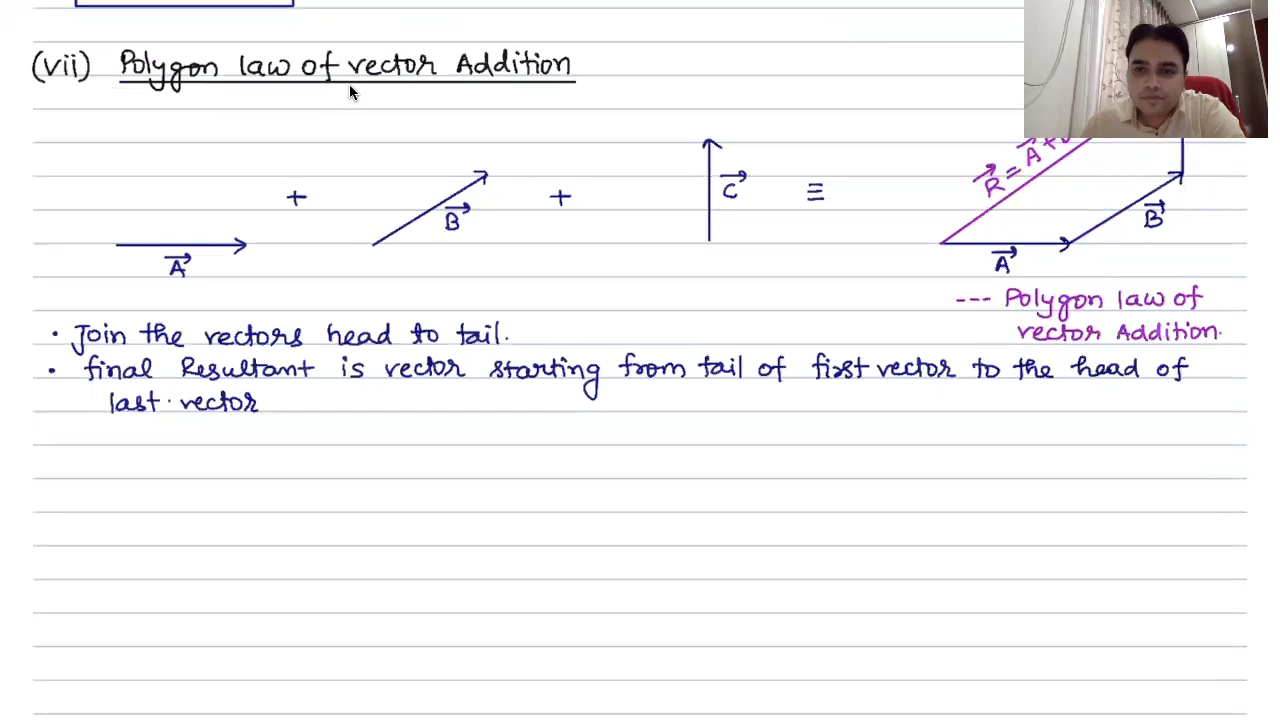 (vii) Polygon law of vector Addition
+ + ≡
A⃗ B⃗ C⃗ R⃗ = A⃗ + A⃗ B⃗
--- Polygon law of
vector Addition.
· Join the vectors head to tail.
· final Resultant is vector starting from tail of first vector to the head of
last · vector